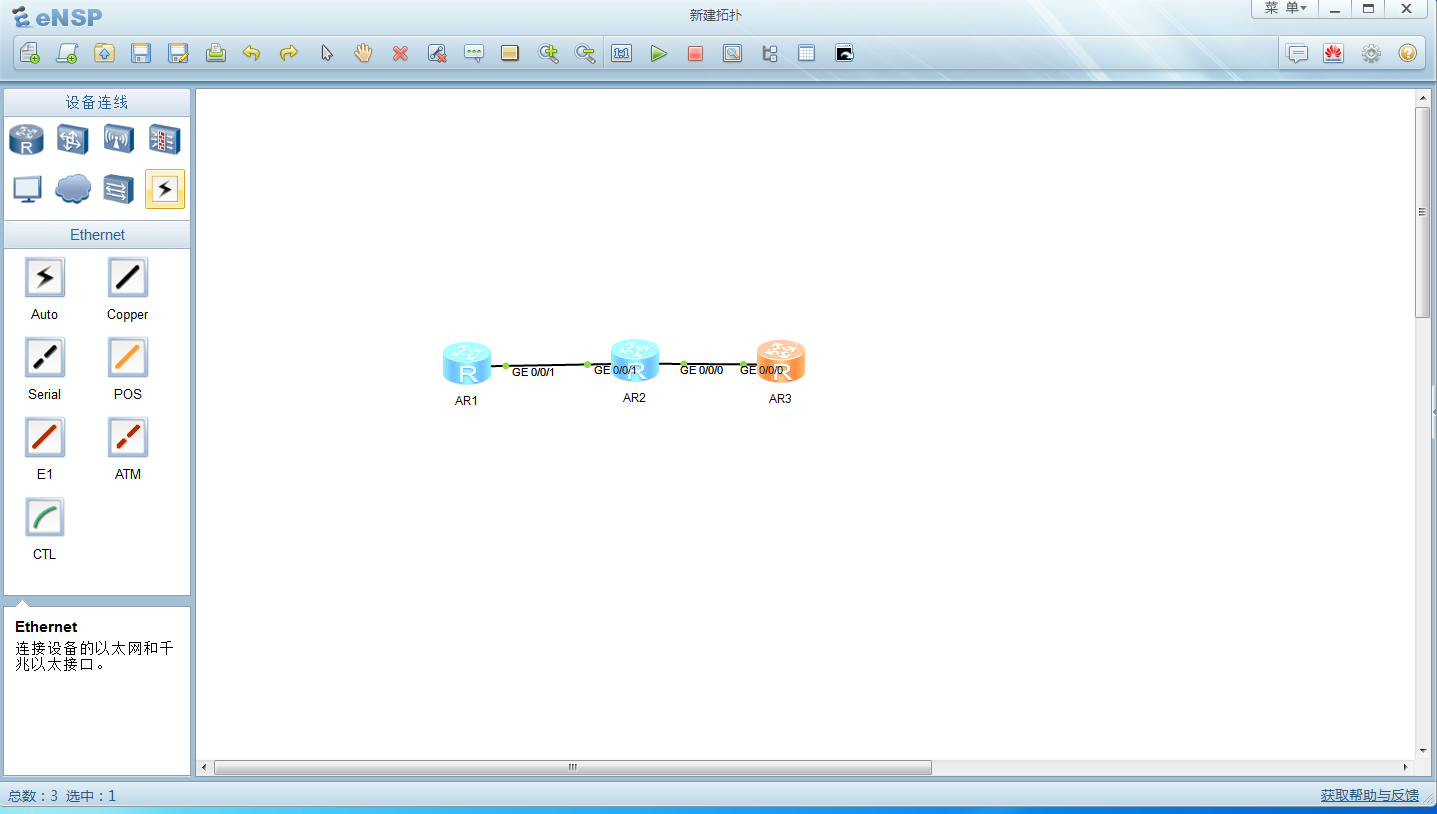 eNSP
新建拓扑
菜 单
1:1
设备连线
R
Ethernet
Auto
Copper
Serial
POS
E1
ATM
CTL
Ethernet
连接设备的以太网和千
兆以太接口。
R
GE 0/0/1
GE 0/0/1
R
GE 0/0/0
GE 0/0/0
R
AR1
AR2
AR3
总数：3 选中：1
获取帮助与反馈